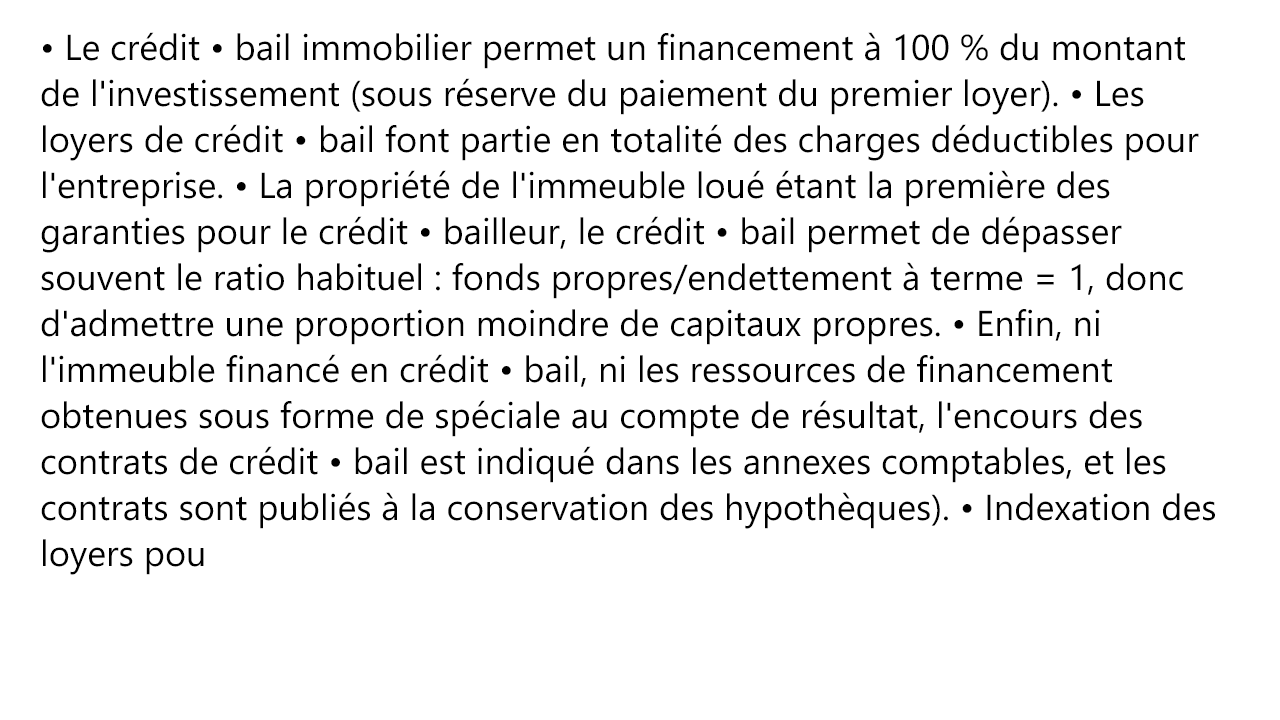 • Le crédit • bail immobilier permet un financement à 100 % du montant
de l'investissement (sous réserve du paiement du premier loyer). • Les
loyers de crédit • bail font partie en totalité des charges déductibles pour
l'entreprise. • La propriété de l'immeuble loué étant la première des
garanties pour le crédit • bailleur, le crédit • bail permet de dépasser
souvent le ratio habituel : fonds propres/endettement à terme = 1, donc
d'admettre une proportion moindre de capitaux propres. • Enfin, ni
l'immeuble financé en crédit • bail, ni les ressources de financement
obtenues sous forme de spéciale au compte de résultat, l'encours des
contrats de crédit • bail est indiqué dans les annexes comptables, et les
contrats sont publiés à la conservation des hypothèques). • Indexation des
loyers pou